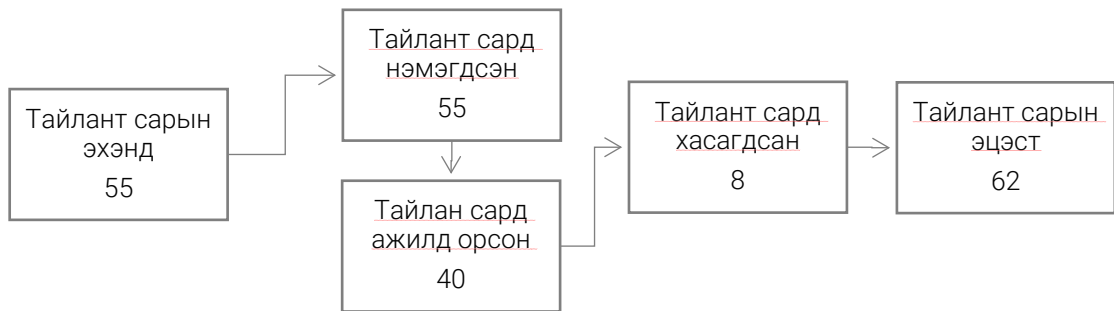 Тайлант сарын
эхэнд
55
Тайлант сард
нэмэгдсэн
55
Тайлан сард
ажилд орсон
40
Тайлант сард
хасагдсан
8
Тайлант сарын
эцэст
62